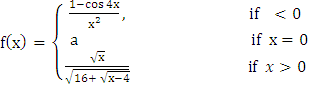 f(x) = { (1−cos 4x)/x², if < 0
a if x = 0
√x/√(16+ √(x−4)) if x > 0